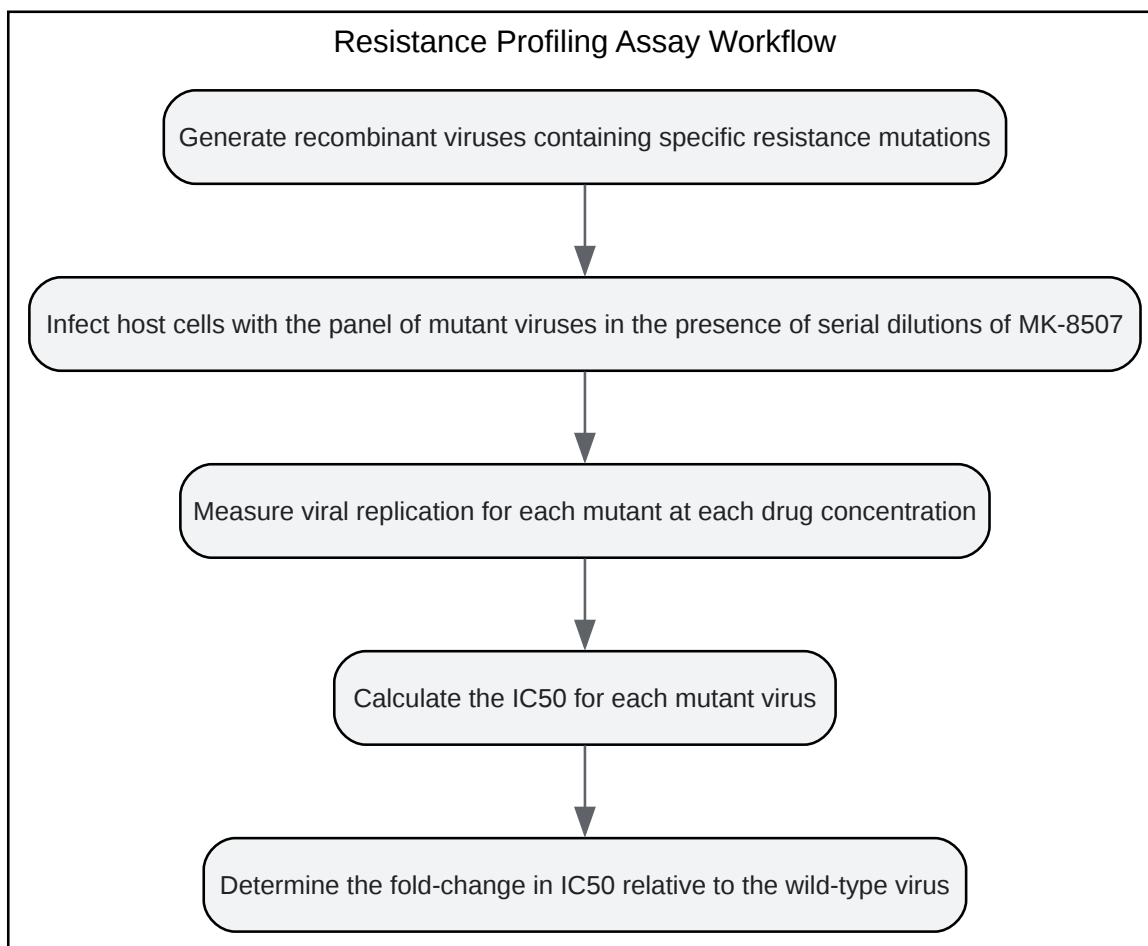 Resistance Profiling Assay Workflow
Generate recombinant viruses containing specific resistance mutations
Infect host cells with the panel of mutant viruses in the presence of serial dilutions of MK-8507
Measure viral replication for each mutant at each drug concentration
Calculate the IC50 for each mutant virus
Determine the fold-change in IC50 relative to the wild-type virus